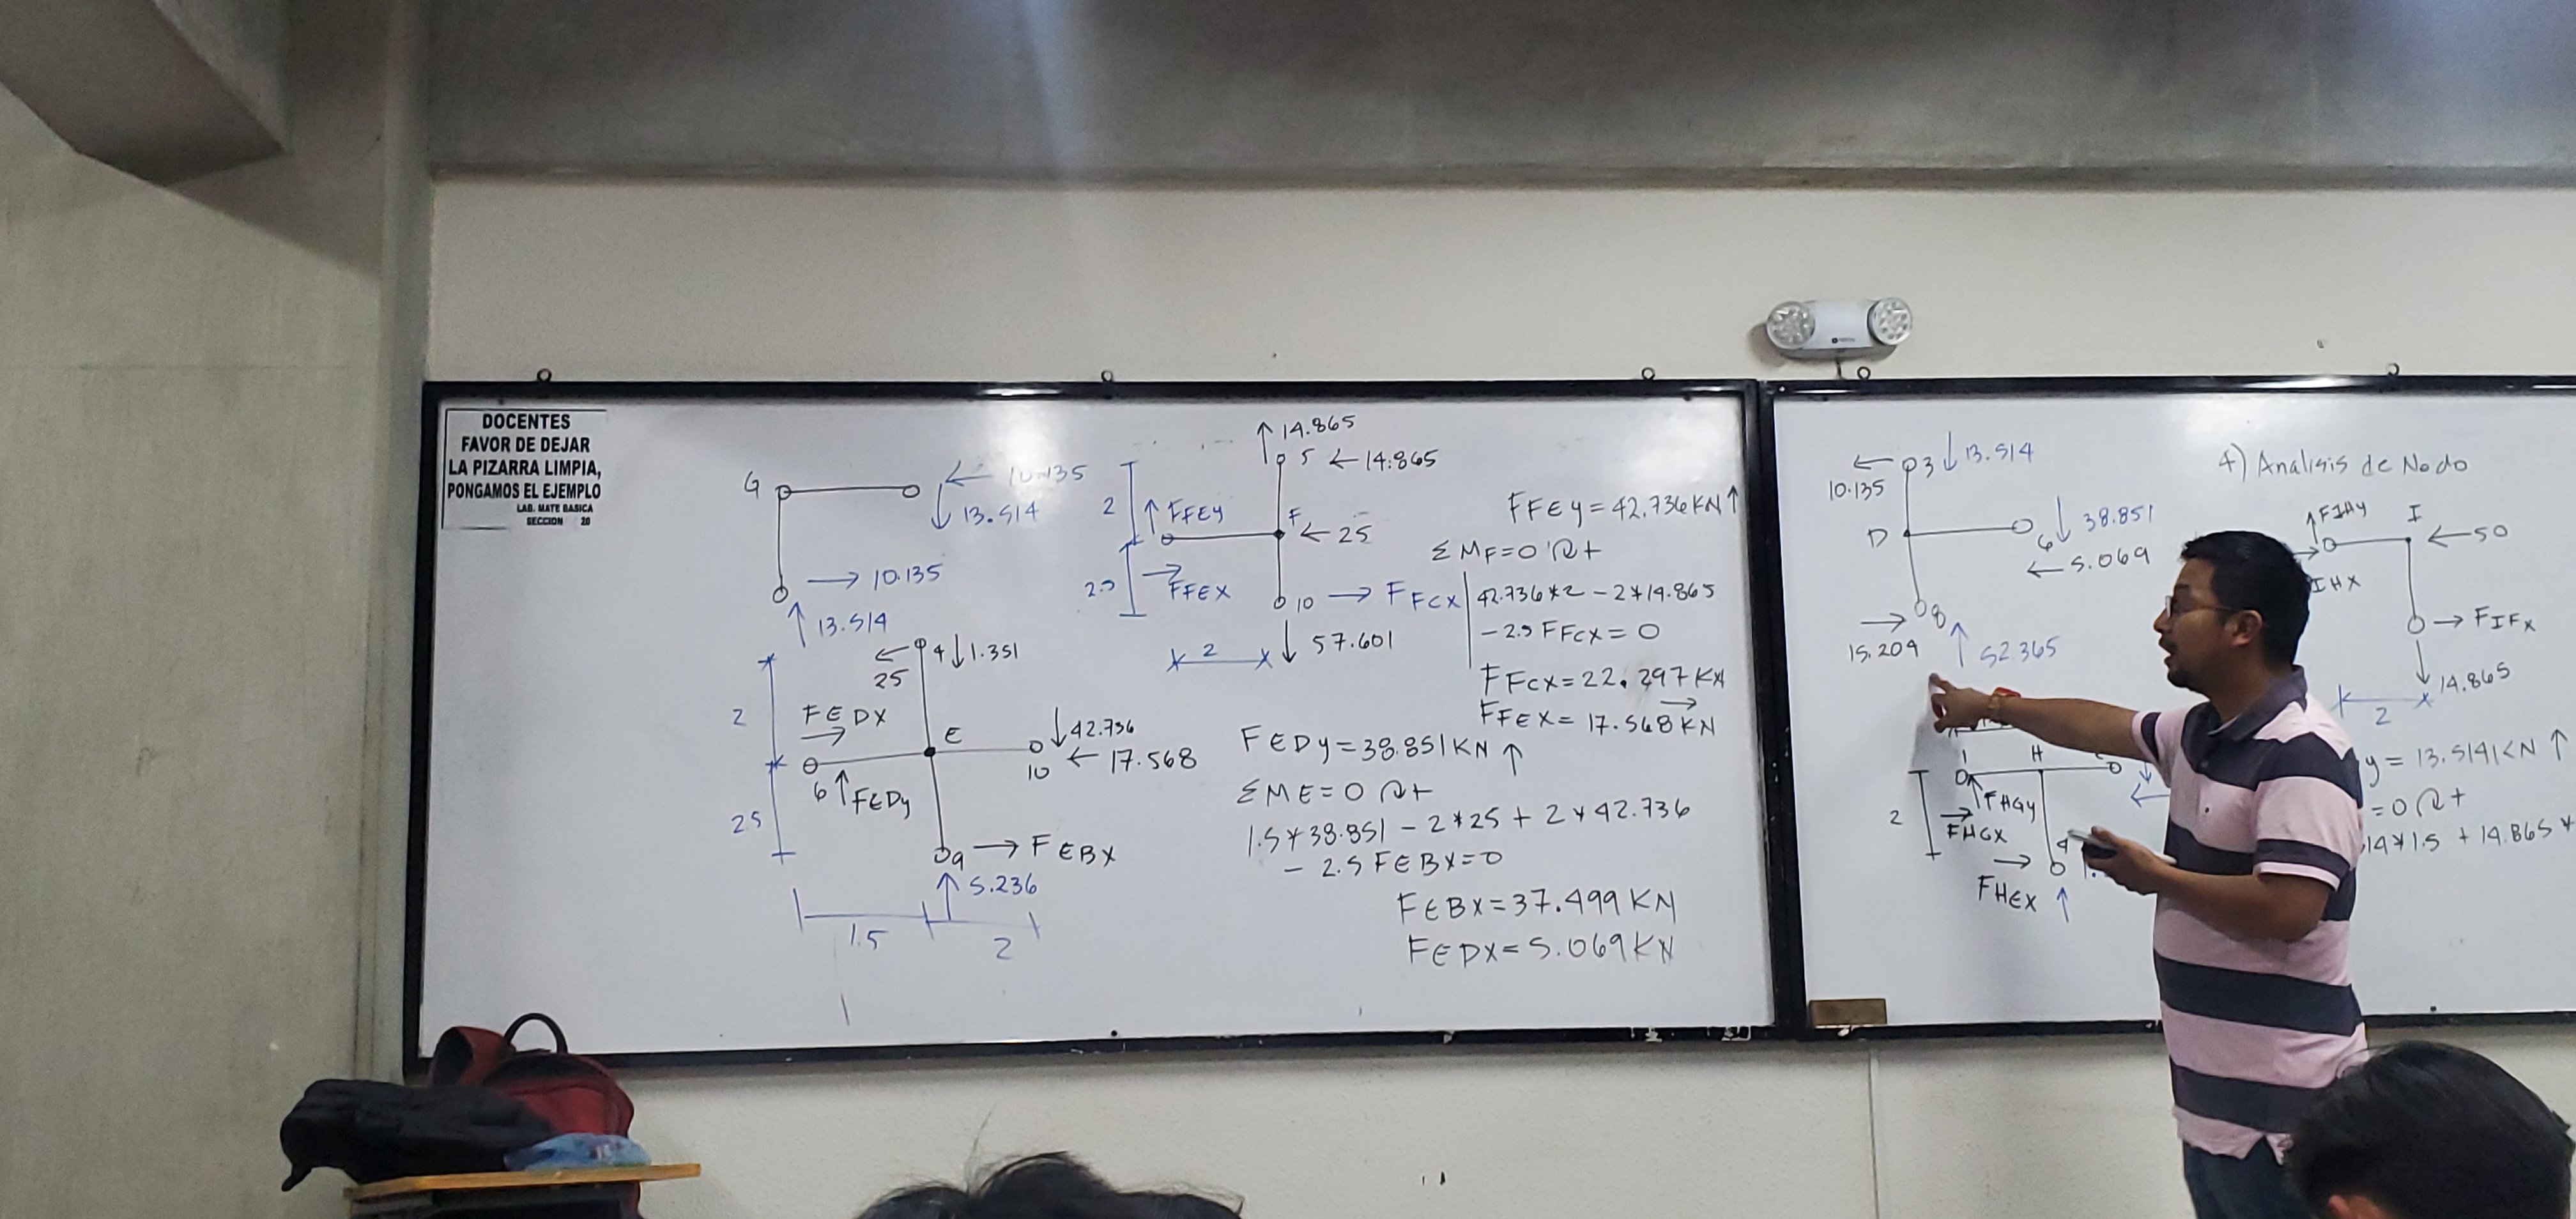 DOCENTES
FAVOR DE DEJAR
LA PIZARRA LIMPIA,
PONGAMOS EL EJEMPLO
LAB. MATE BASICA
SECCION 20
G
← 10.135
↓ 13.514
→ 10.135
↑ 13.514
↑ 14.865
5 ← 14.865
2
↑ FFEy
F
← 25
2.5
→ FFEX
10 → FFCX
↓ 57.601
2
FFEy = 42.736 KN ↑
ΣMF = 0 +
42.736*2 - 2*14.865
- 2.5 FFCX = 0
FFCX = 22.297 KN
→
FFEX = 17.568 KN
← 25
4 ↓ 1.351
2
FEDX
→
E
↓ 42.736
← 17.568
10
6 ↑ FEDy
25
9 → FEBX
↑ 5.236
1.5
2
FEDy = 38.851 KN ↑
ΣME = 0 +
1.5*38.851 - 2*25 + 2*42.736
- 2.5 FEBX = 0
FEBX = 37.499 KN
FEDX = 5.069 KN
← 3 ↓ 13.514
10.135
D
6 ↓ 38.851
← 5.069
→ 8
15.204
↑ 52.365
1
H
2
↑ FHGy
→
FHGX
→ 4
FHEX ↑
4) Analisis de Nodo
↑ FIHy
I
← 50
→
IHX
→ FIFX
↓ 14.865
2
y = 13.514 KN ↑
= 0 +
14*1.5 + 14.865*